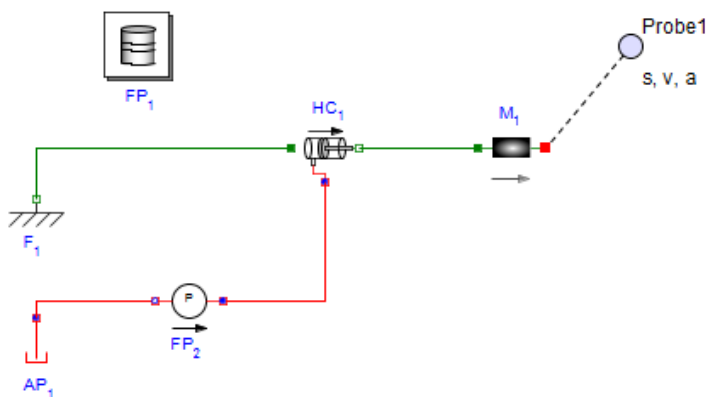 Probe1
s, v, a
FP₁
HC₁
M₁
F₁
P
FP₂
AP₁